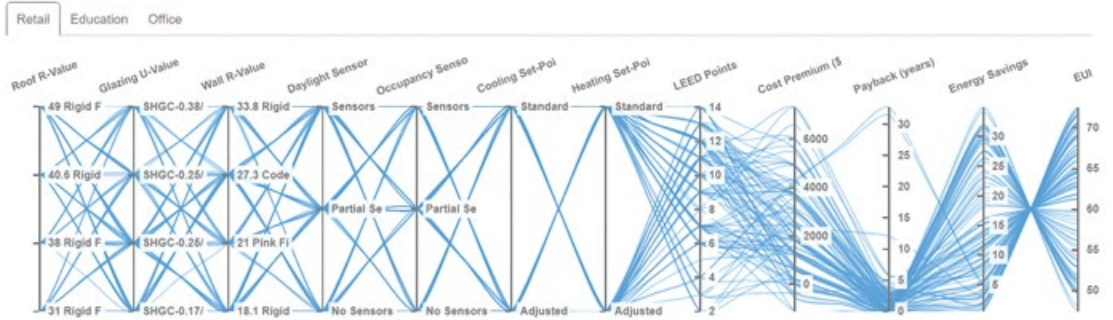 Retail Education Office
Roof R-Value Glazing U-Value Wall R-Value Daylight Sensor Occupancy Senso Cooling Set-Poi Heating Set-Poi LEED Points Cost Premium ($ Payback (years) Energy Savings EUI
49 Rigid F SHGC-0.38/ 33.8 Rigid Sensors Sensors Standard Standard 14
70
30 30
6000
12
25 25 65
40.6 Rigid SHGC-0.25/ 27.3 Code 10
4000
20 20 60
Partial Se Partial Se 8
15 15
2000
38 Rigid F SHGC-0.25/ 21 Pink Fi 6
10 10 55
4
5 5 50
0
31 Rigid F SHGC-0.17/ 18.1 Rigid No Sensors No Sensors Adjusted Adjusted 2 0